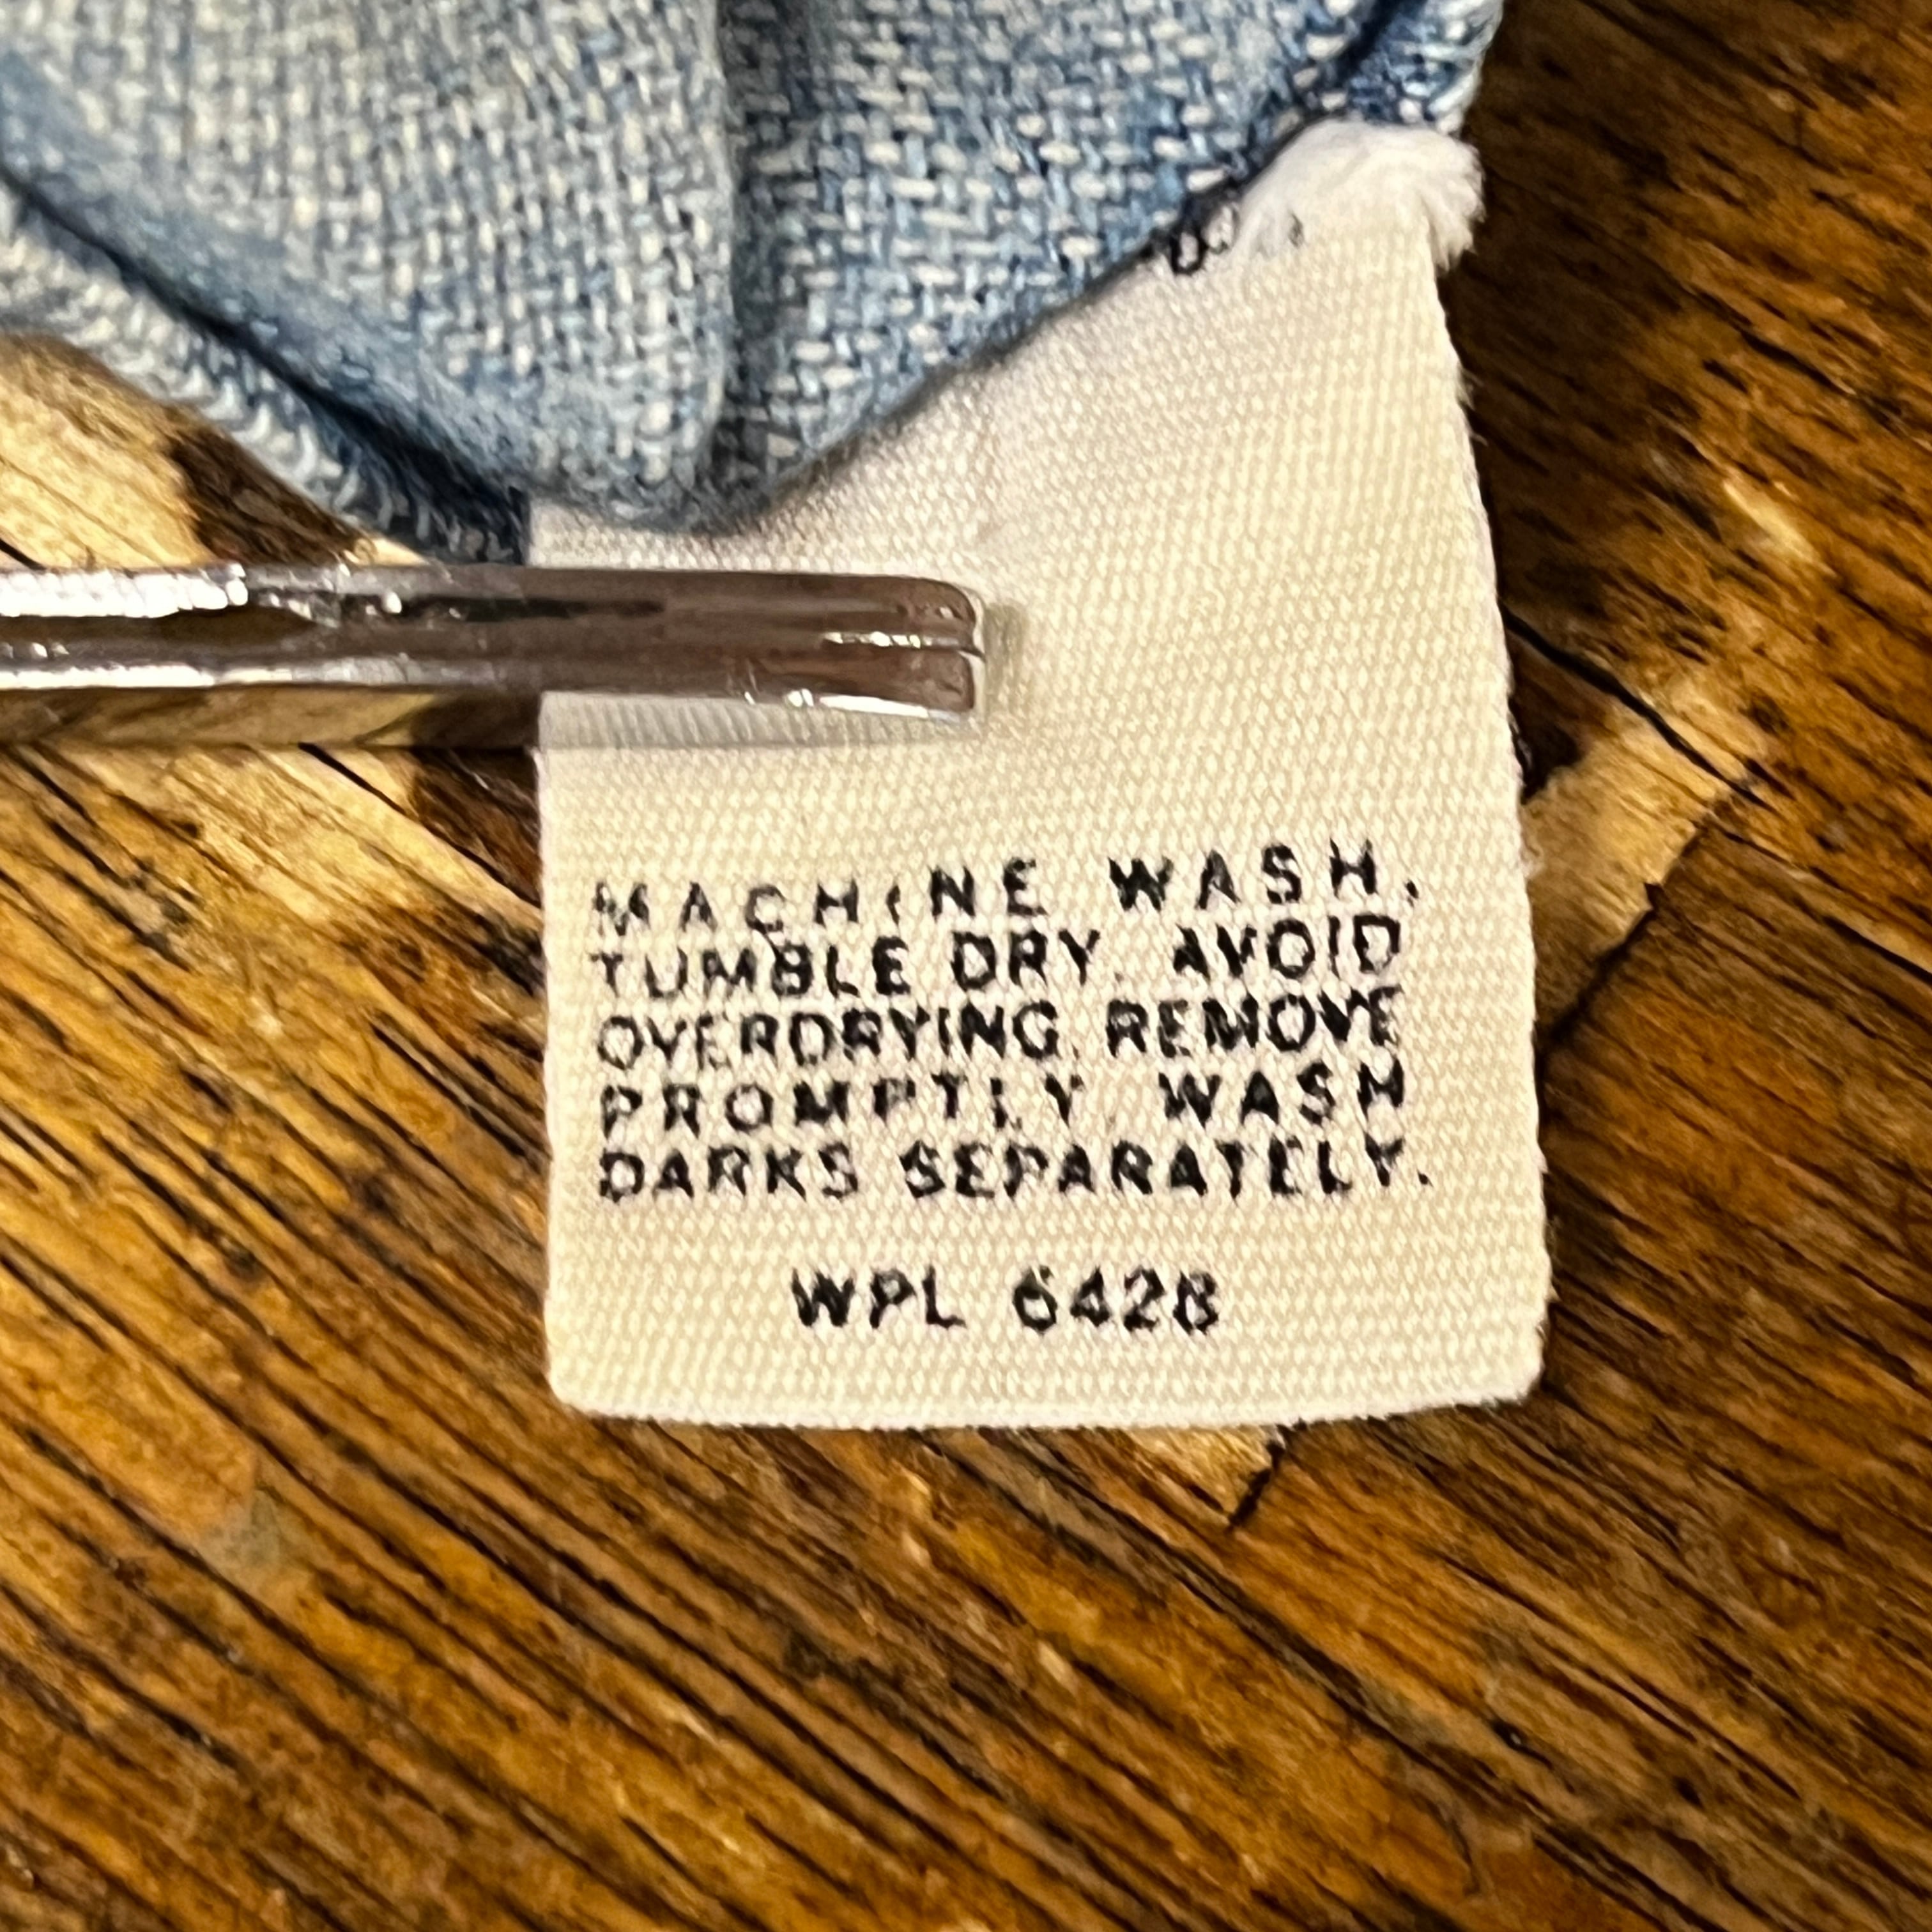 MACHINE WASH,
TUMBLE DRY. AVOID
OVERDRYING. REMOVE
PROMPTLY. WASH
DARKS SEPARATELY.
WPL 6428